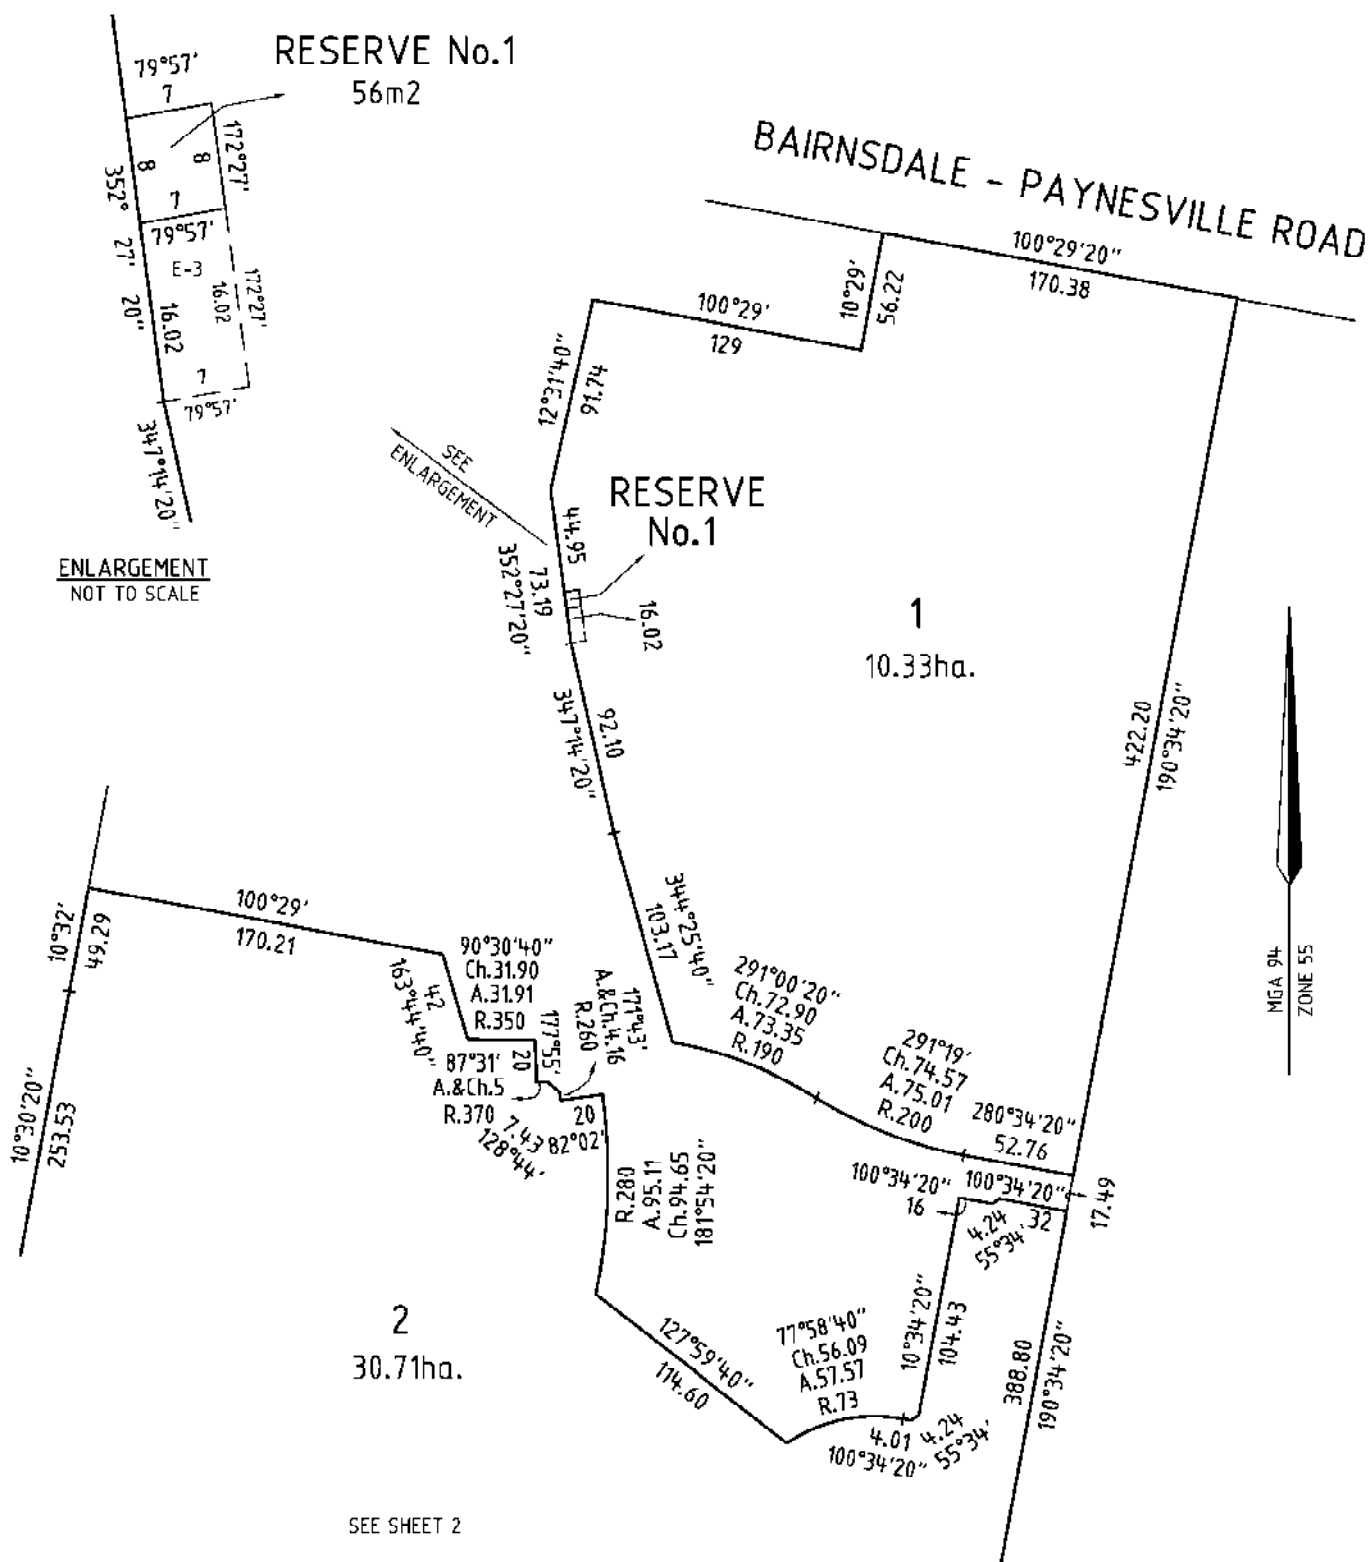 RESERVE No.1
56m2
79°57'
7
8
8
172°27'
7
79°57'
E-3
352°
27'
20"
16.02
16.02
172°27'
7
79°57'
347°14'20"
ENLARGEMENT
NOT TO SCALE
BAIRNSDALE - PAYNESVILLE ROAD
100°29'20"
170.38
10°29'
56.22
100°29'
129
12°31'40"
91.74
SEE
ENLARGEMENT
RESERVE
No.1
44.95
73.19
352°27'20"
16.02
1
10.33ha.
347°14'20"
92.10
422.20
190°34'20"
344°25'40"
103.17
291°00'20"
Ch.72.90
A.73.35
R.190
291°19'
Ch.74.57
A.75.01
R.200
280°34'20"
52.76
MGA 94
ZONE 55
10°32'
49.29
100°29'
170.21
10°30'20"
253.53
163°44'40"
42
90°30'40"
Ch.31.90
A.31.91
R.350
177°55'
20
87°31'
A.&Ch.5
R.370
171°43'
A.&Ch.4.16
R.260
7.43
128°44'
20
82°02'
R.280
A.95.11
Ch.94.65
181°54'20"
100°34'20"
16
100°34'20"
32
4.24
55°34'
17.49
10°34'20"
104.43
388.80
190°34'20"
2
30.71ha.
127°59'40"
114.60
77°58'40"
Ch.56.09
A.57.57
R.73
4.01
100°34'20"
4.24
55°34'
SEE SHEET 2